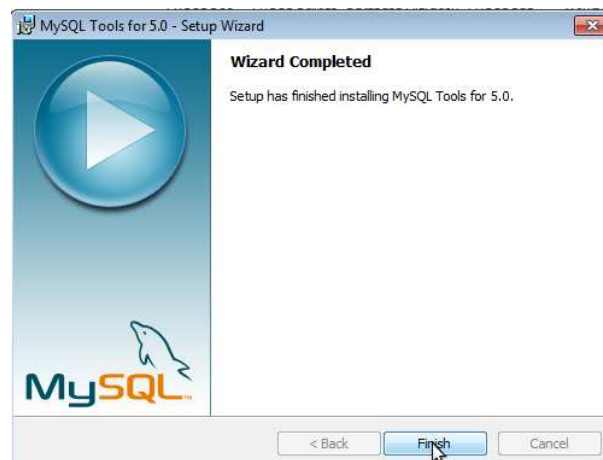 MySQL Tools for 5.0 - Setup Wizard
Wizard Completed
Setup has finished installing MySQL Tools for 5.0.
MySQL
< Back
Finish
Cancel